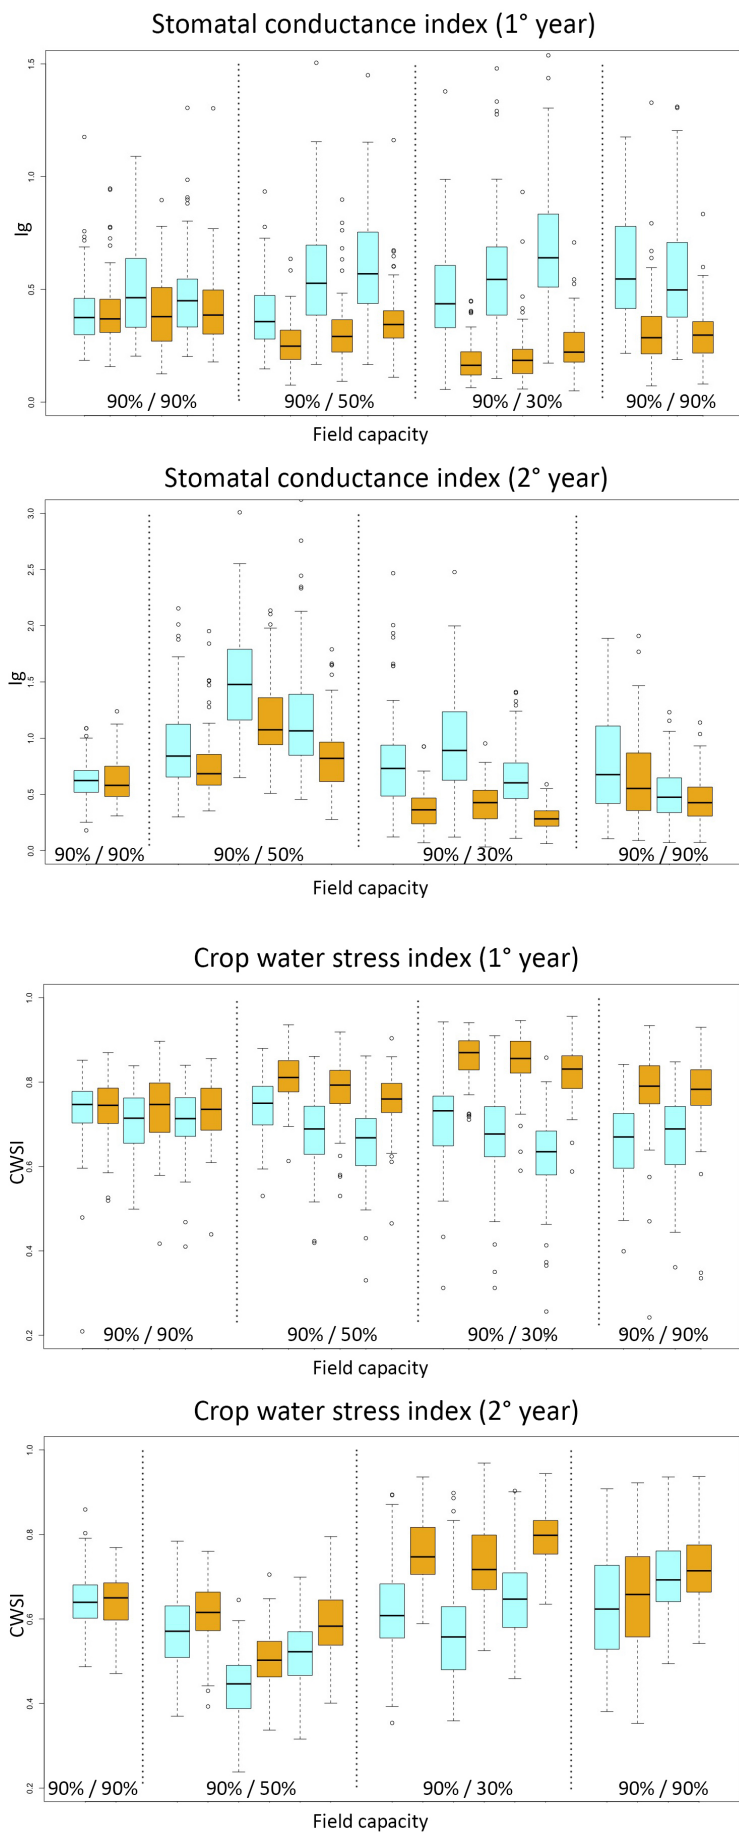 Stomatal conductance index (1° year)
1.5
1.0
0.5
0.0
Ig
90% / 90% 90% / 50% 90% / 30% 90% / 90%
Field capacity
Stomatal conductance index (2° year)
3.0
2.5
2.0
1.5
1.0
0.5
0.0
Ig
90% / 90% 90% / 50% 90% / 30% 90% / 90%
Field capacity
Crop water stress index (1° year)
1.0
0.8
0.6
0.4
0.2
CWSI
90% / 90% 90% / 50% 90% / 30% 90% / 90%
Field capacity
Crop water stress index (2° year)
1.0
0.8
0.6
0.4
0.2
CWSI
90% / 90% 90% / 50% 90% / 30% 90% / 90%
Field capacity